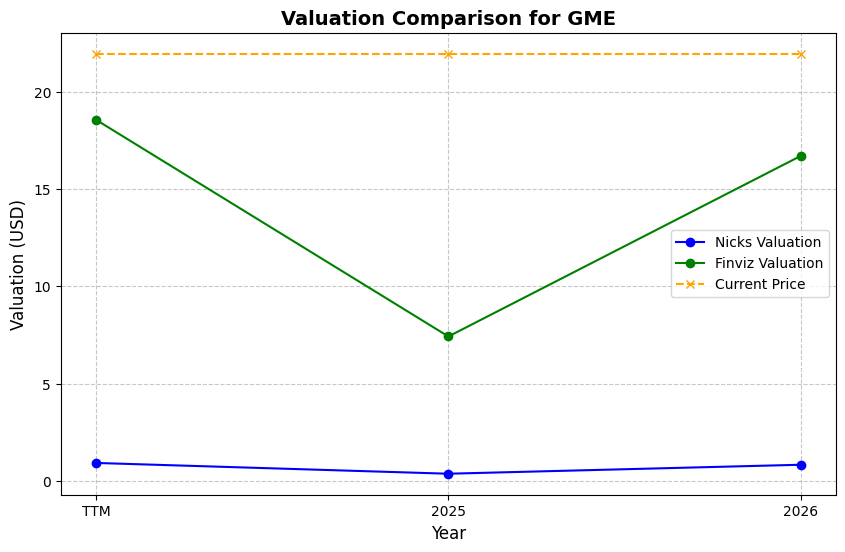 Valuation Comparison for GME
Valuation (USD)
20
15
10
5
0
Nicks Valuation
Finviz Valuation
Current Price
TTM
2025
2026
Year